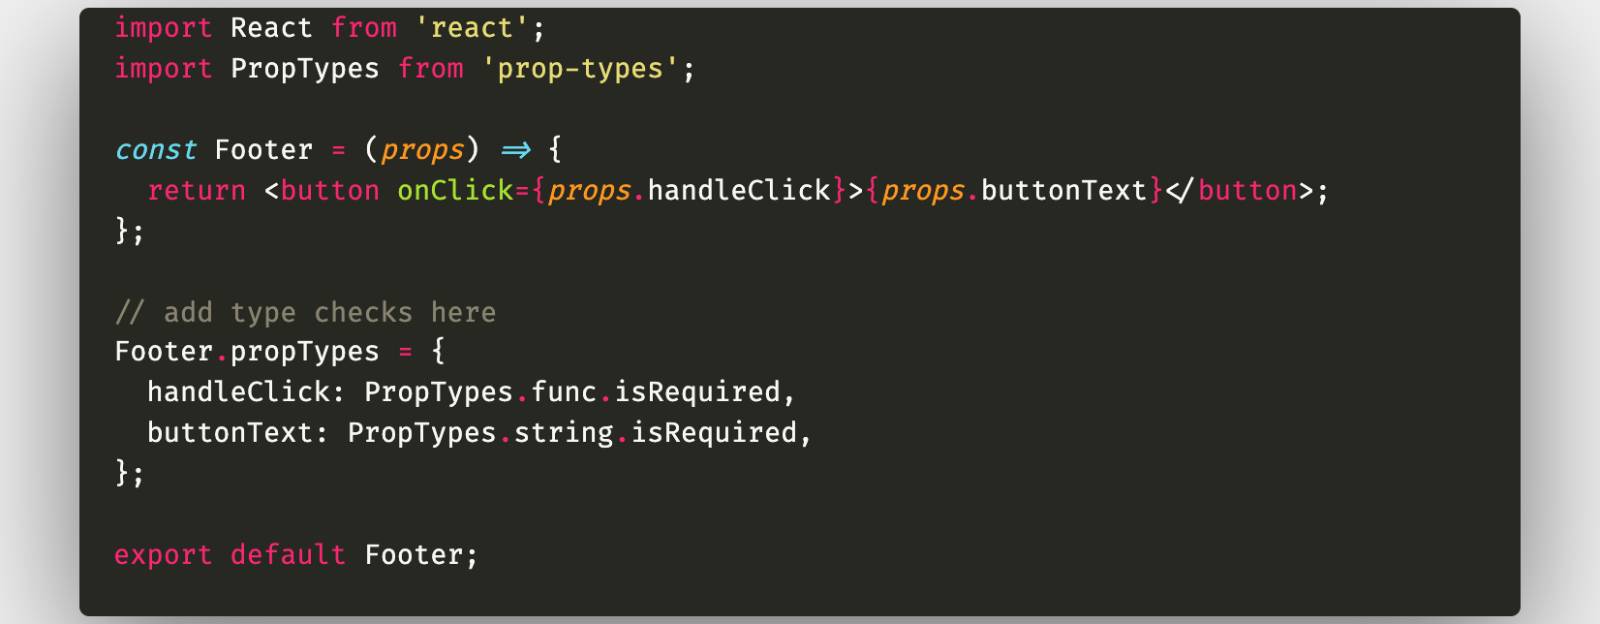 import React from 'react';
import PropTypes from 'prop-types';
const Footer = (props) => {
return <button onClick={props.handleClick}>{props.buttonText}</button>;
};
// add type checks here
Footer.propTypes = {
handleClick: PropTypes.func.isRequired,
buttonText: PropTypes.string.isRequired,
};
export default Footer;